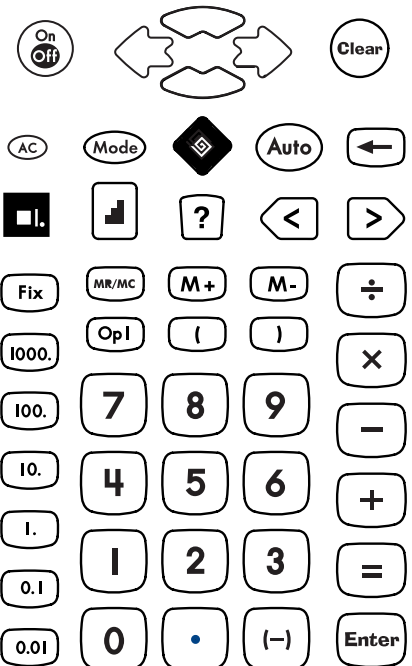 On
Off
Clear
AC
Mode
Auto
←
?
<
>
Fix
MR/MC
M+
M-
÷
1000.
Op1
(
)
×
100.
7
8
9
−
10.
4
5
6
+
1.
1
2
3
=
0.1
0.01
0
.
(–)
Enter